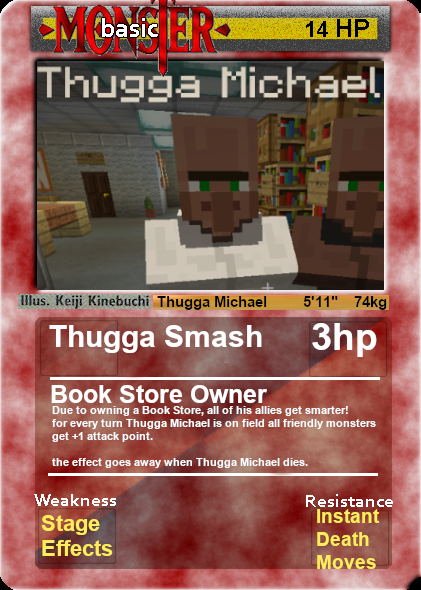 MONSTER
basic
14 HP
Thugga Michael
Illus. Keiji Kinebuchi
Thugga Michael 5'11" 74kg
Thugga Smash 3hp
Book Store Owner
Due to owning a Book Store, all of his allies get smarter!
for every turn Thugga Michael is on field all friendly monsters
get +1 attack point.
the effect goes away when Thugga Michael dies.
Weakness
Stage
Effects
Resistance
Instant
Death
Moves